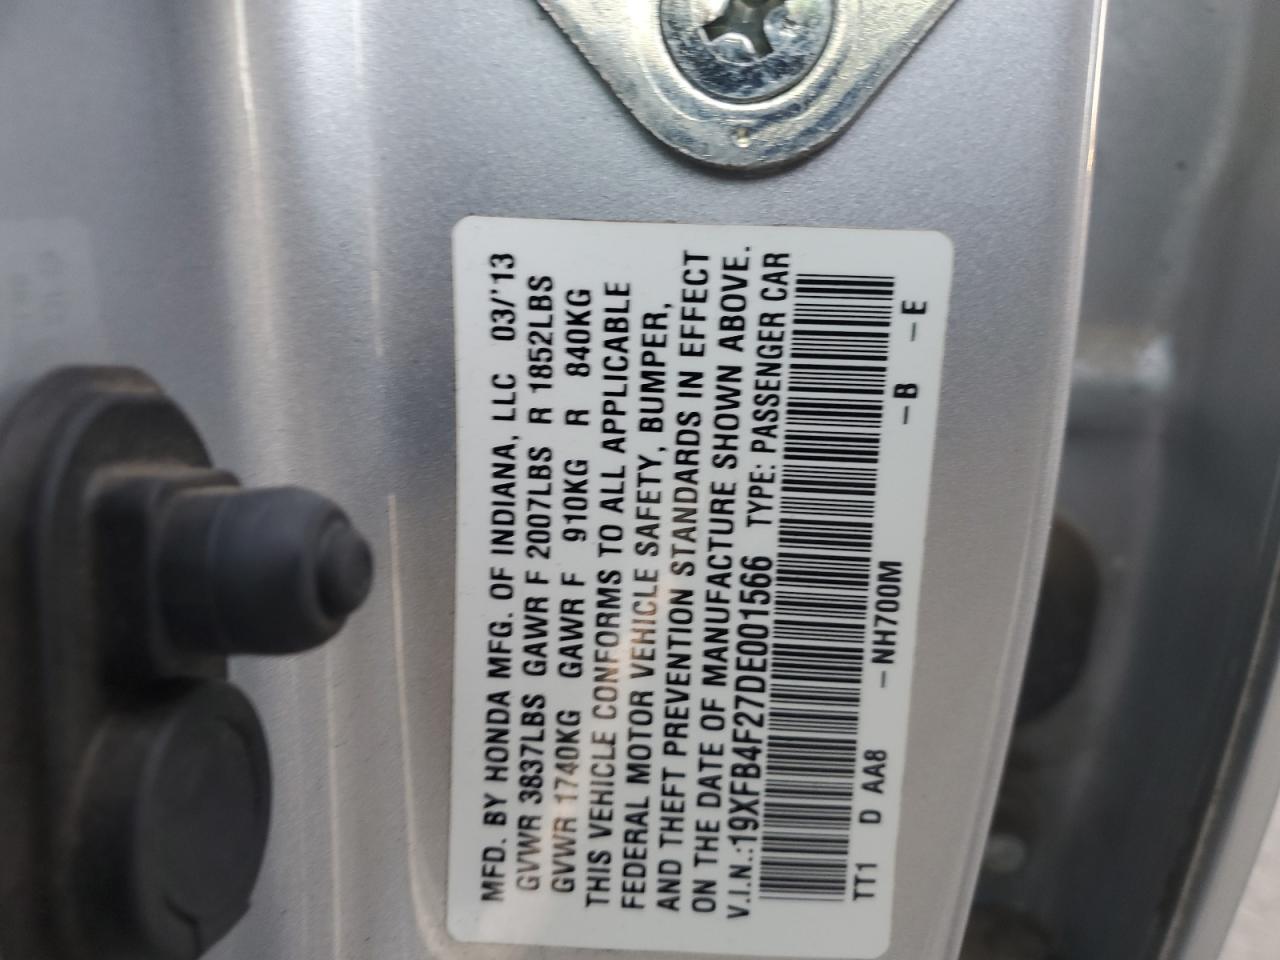 MFD. BY HONDA MFG. OF INDIANA, LLC 03/'13
GVWR 3837LBS GAWR F 2007LBS R 1852LBS
GVWR 1740KG GAWR F 910KG R 840KG
THIS VEHICLE CONFORMS TO ALL APPLICABLE
FEDERAL MOTOR VEHICLE SAFETY, BUMPER,
AND THEFT PREVENTION STANDARDS IN EFFECT
ON THE DATE OF MANUFACTURE SHOWN ABOVE.
V.I.N.:19XFB4F27DE001566 TYPE: PASSENGER CAR
TT1 D AA8 -NH700M -B -E